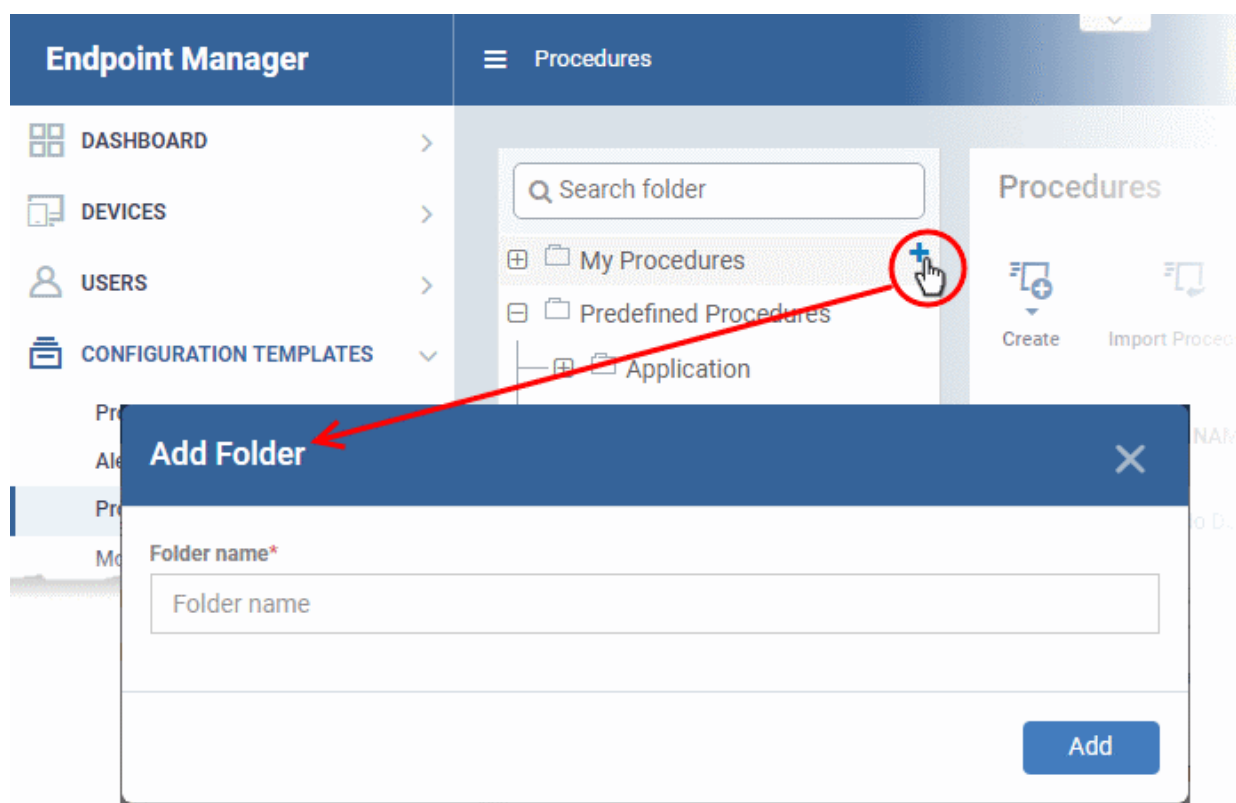 Endpoint Manager
Procedures
DASHBOARD
DEVICES
USERS
CONFIGURATION TEMPLATES
Search folder
My Procedures
Predefined Procedures
Application
Procedures
Create
Import
Add Folder
Folder name*
Folder name
Add